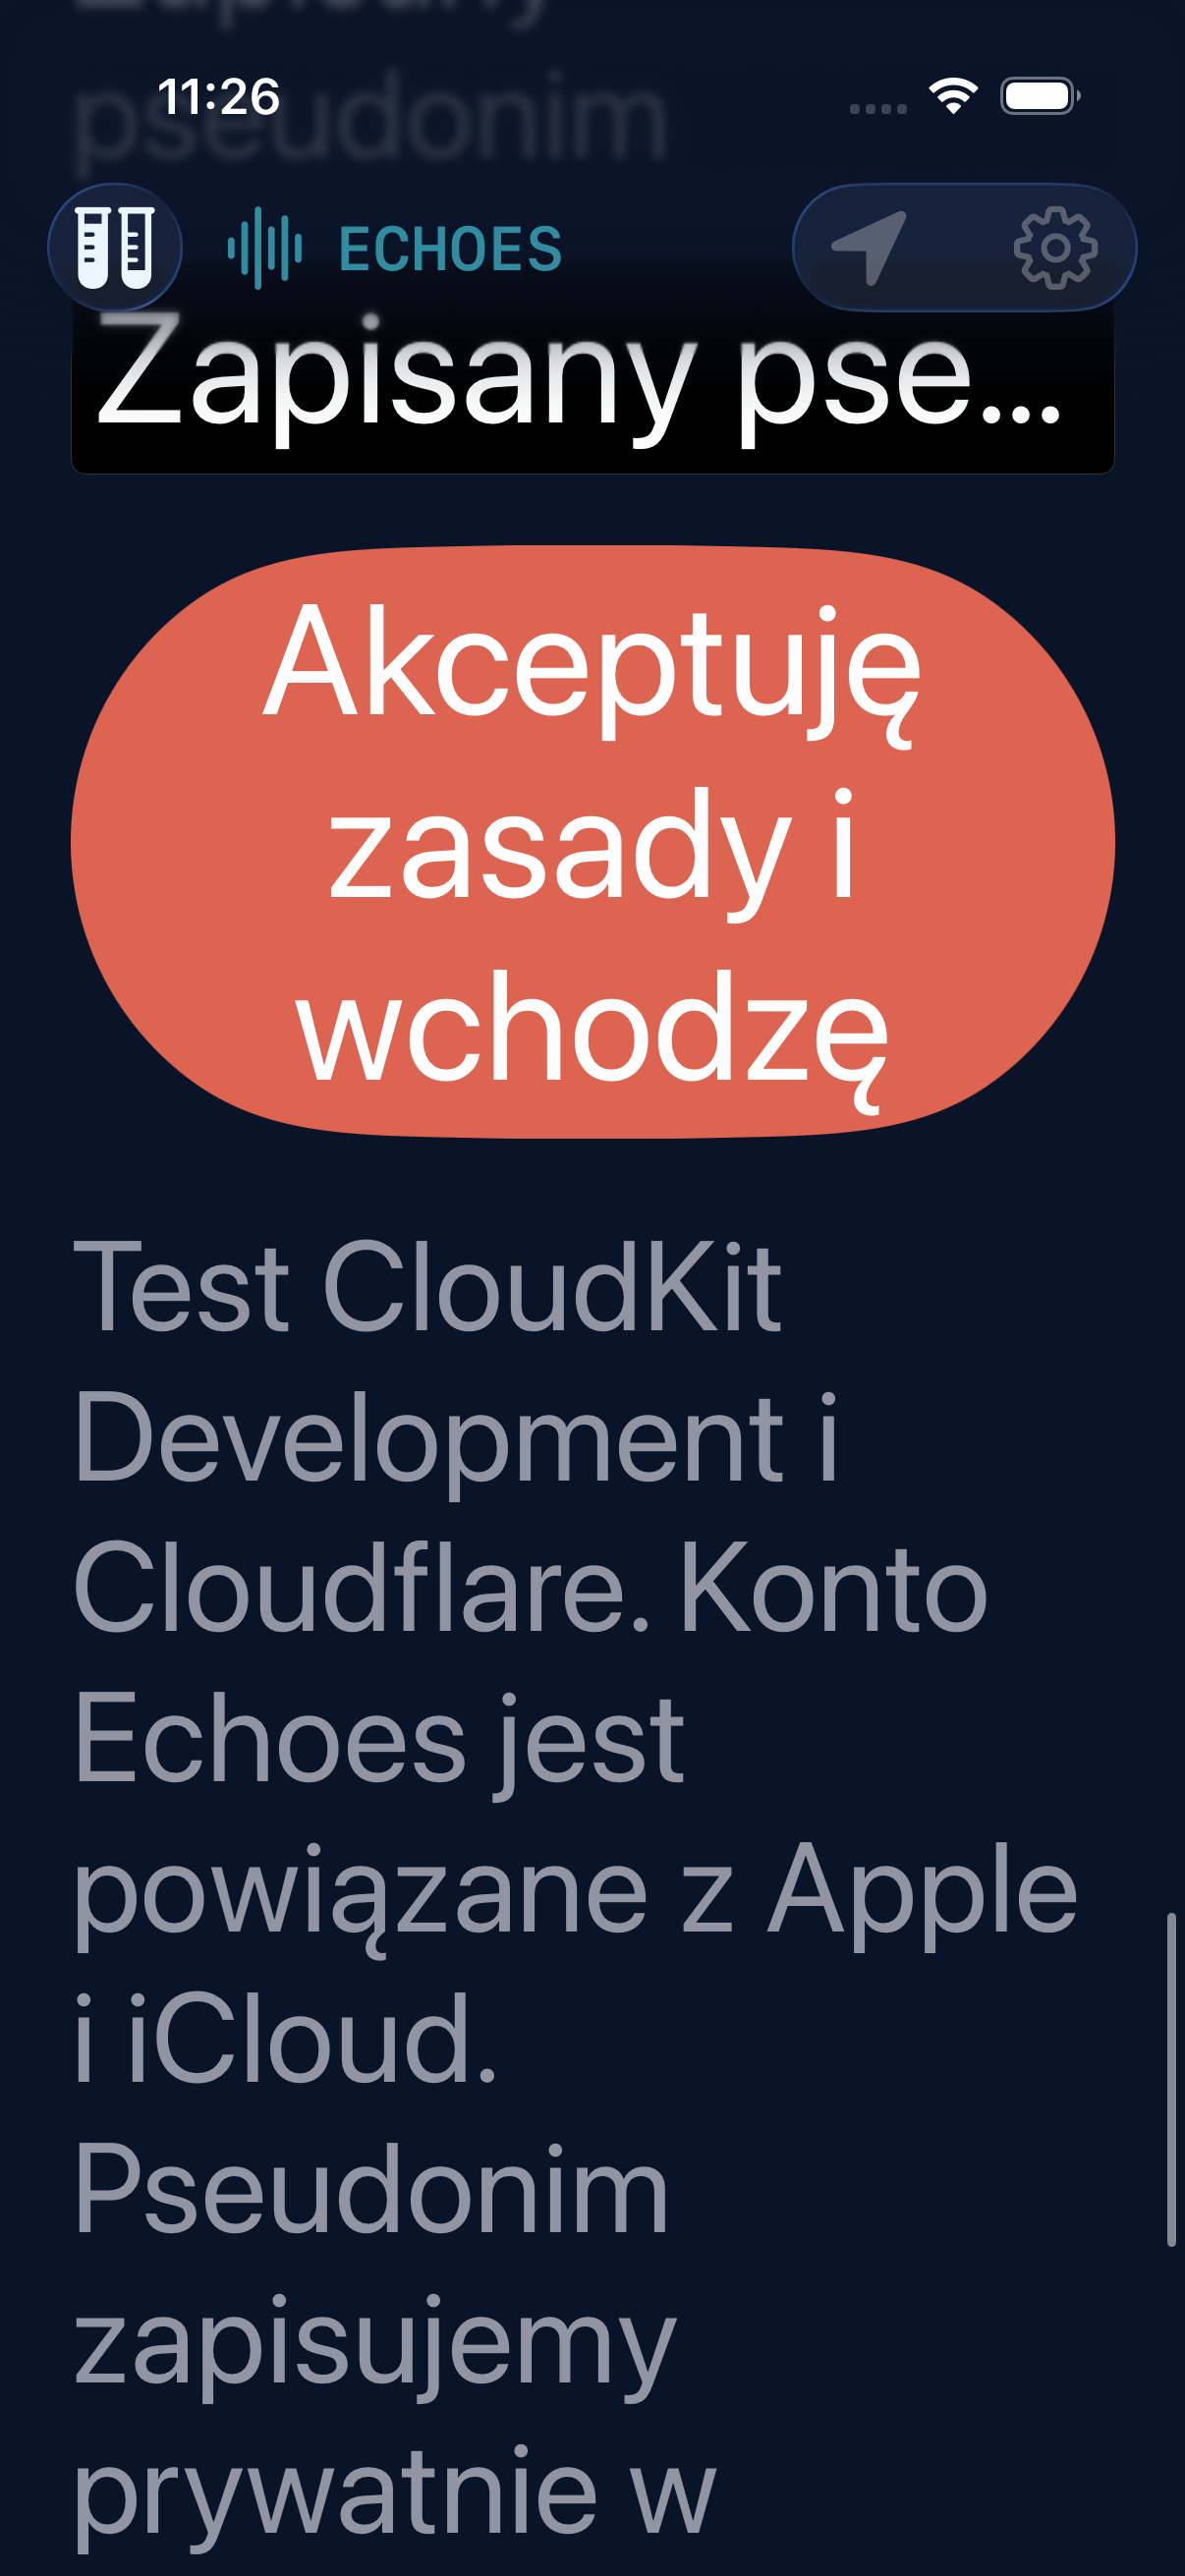 Zapisany
pseudonim
11:26
ECHOES
Zapisany pse...
Akceptuję
zasady i
wchodzę
Test CloudKit
Development i
Cloudflare. Konto
Echoes jest
powiązane z Apple
i iCloud.
Pseudonim
zapisujemy
prywatnie w